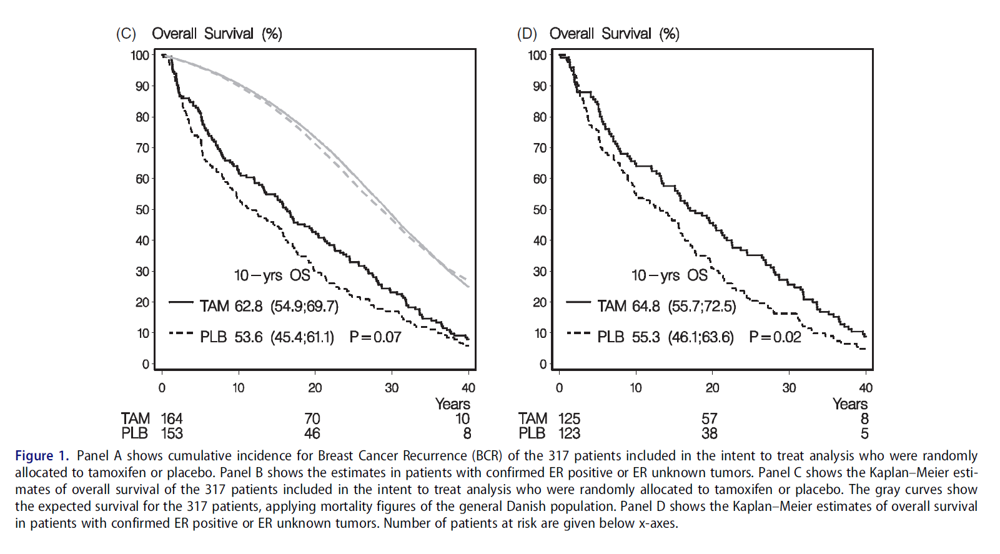 (C) Overall Survival (%)
100
90
80
70
60
50
40
30
20
10
0
10−yrs OS
TAM 62.8 (54.9;69.7)
PLB 53.6 (45.4;61.1) P=0.07
0 10 20 30 40
Years
TAM 164 70 10
PLB 153 46 8
(D) Overall Survival (%)
100
90
80
70
60
50
40
30
20
10
0
10−yrs OS
TAM 64.8 (55.7;72.5)
PLB 55.3 (46.1;63.6) P=0.02
0 10 20 30 40
Years
TAM 125 57 8
PLB 123 38 5
Figure 1. Panel A shows cumulative incidence for Breast Cancer Recurrence (BCR) of the 317 patients included in the intent to treat analysis who were randomly
allocated to tamoxifen or placebo. Panel B shows the estimates in patients with confirmed ER positive or ER unknown tumors. Panel C shows the Kaplan–Meier esti-
mates of overall survival of the 317 patients included in the intent to treat analysis who were randomly allocated to tamoxifen or placebo. The gray curves show
the expected survival for the 317 patients, applying mortality figures of the general Danish population. Panel D shows the Kaplan–Meier estimates of overall survival
in patients with confirmed ER positive or ER unknown tumors. Number of patients at risk are given below x-axes.